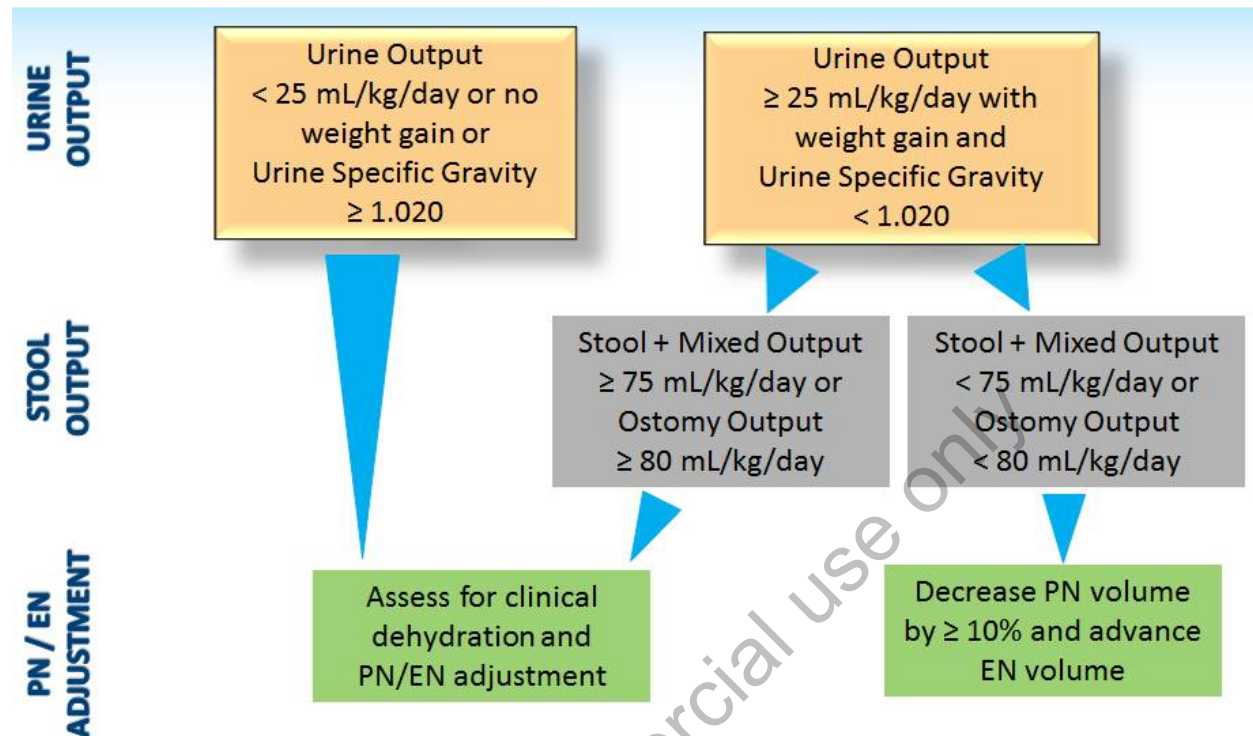 URINE
OUTPUT
Urine Output
< 25 mL/kg/day or no
weight gain or
Urine Specific Gravity
≥ 1.020
Urine Output
≥ 25 mL/kg/day with
weight gain and
Urine Specific Gravity
< 1.020
STOOL
OUTPUT
Stool + Mixed Output
≥ 75 mL/kg/day or
Ostomy Output
≥ 80 mL/kg/day
Stool + Mixed Output
< 75 mL/kg/day or
Ostomy Output
< 80 mL/kg/day
PN / EN
ADJUSTMENT
Assess for clinical
dehydration and
PN/EN adjustment
Decrease PN volume
by ≥ 10% and advance
EN volume
ercial use only